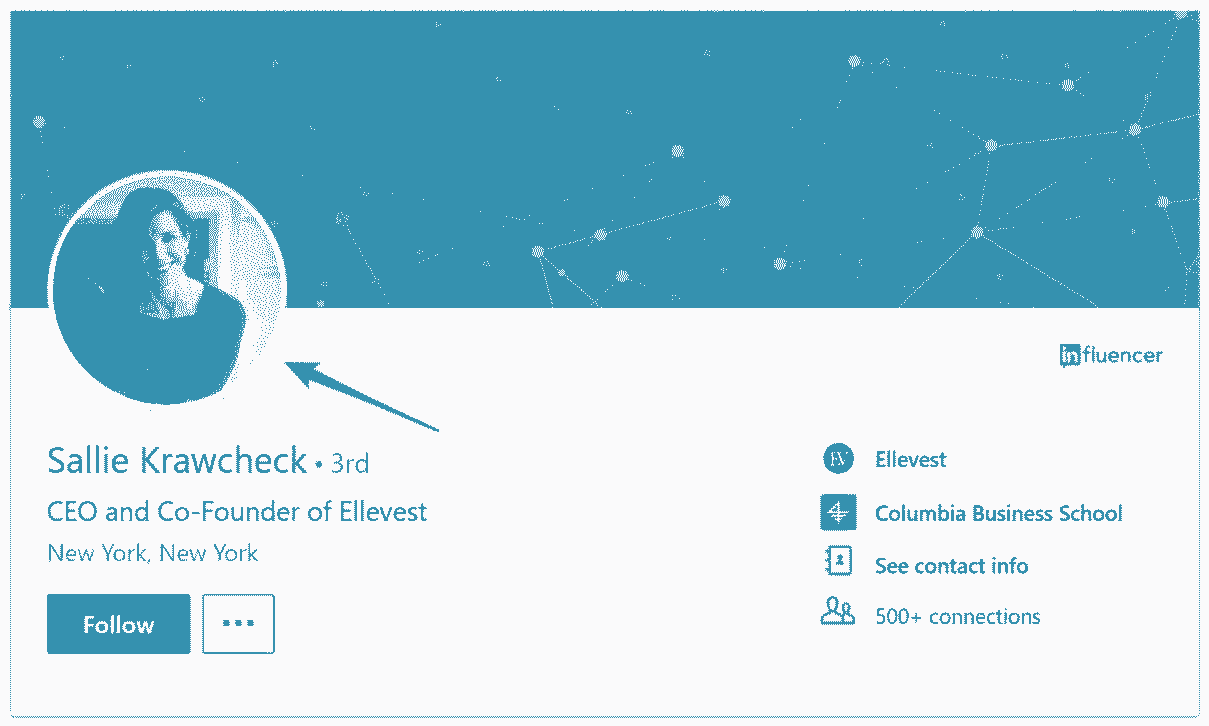 influencer
Sallie Krawcheck • 3rd
CEO and Co-Founder of Ellevest
New York, New York
Follow
...
Ellevest
Columbia Business School
See contact info
500+ connections